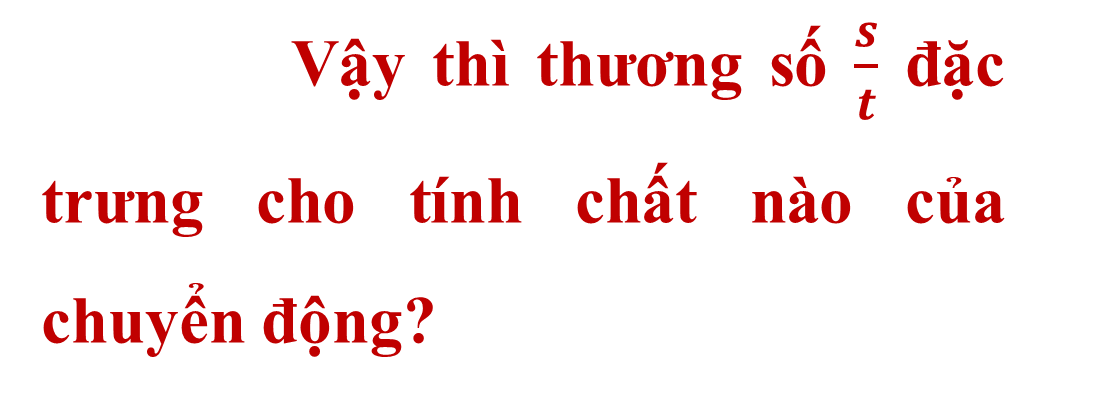 Vậy thì thương số s/t đặc
trưng cho tính chất nào của
chuyển động?